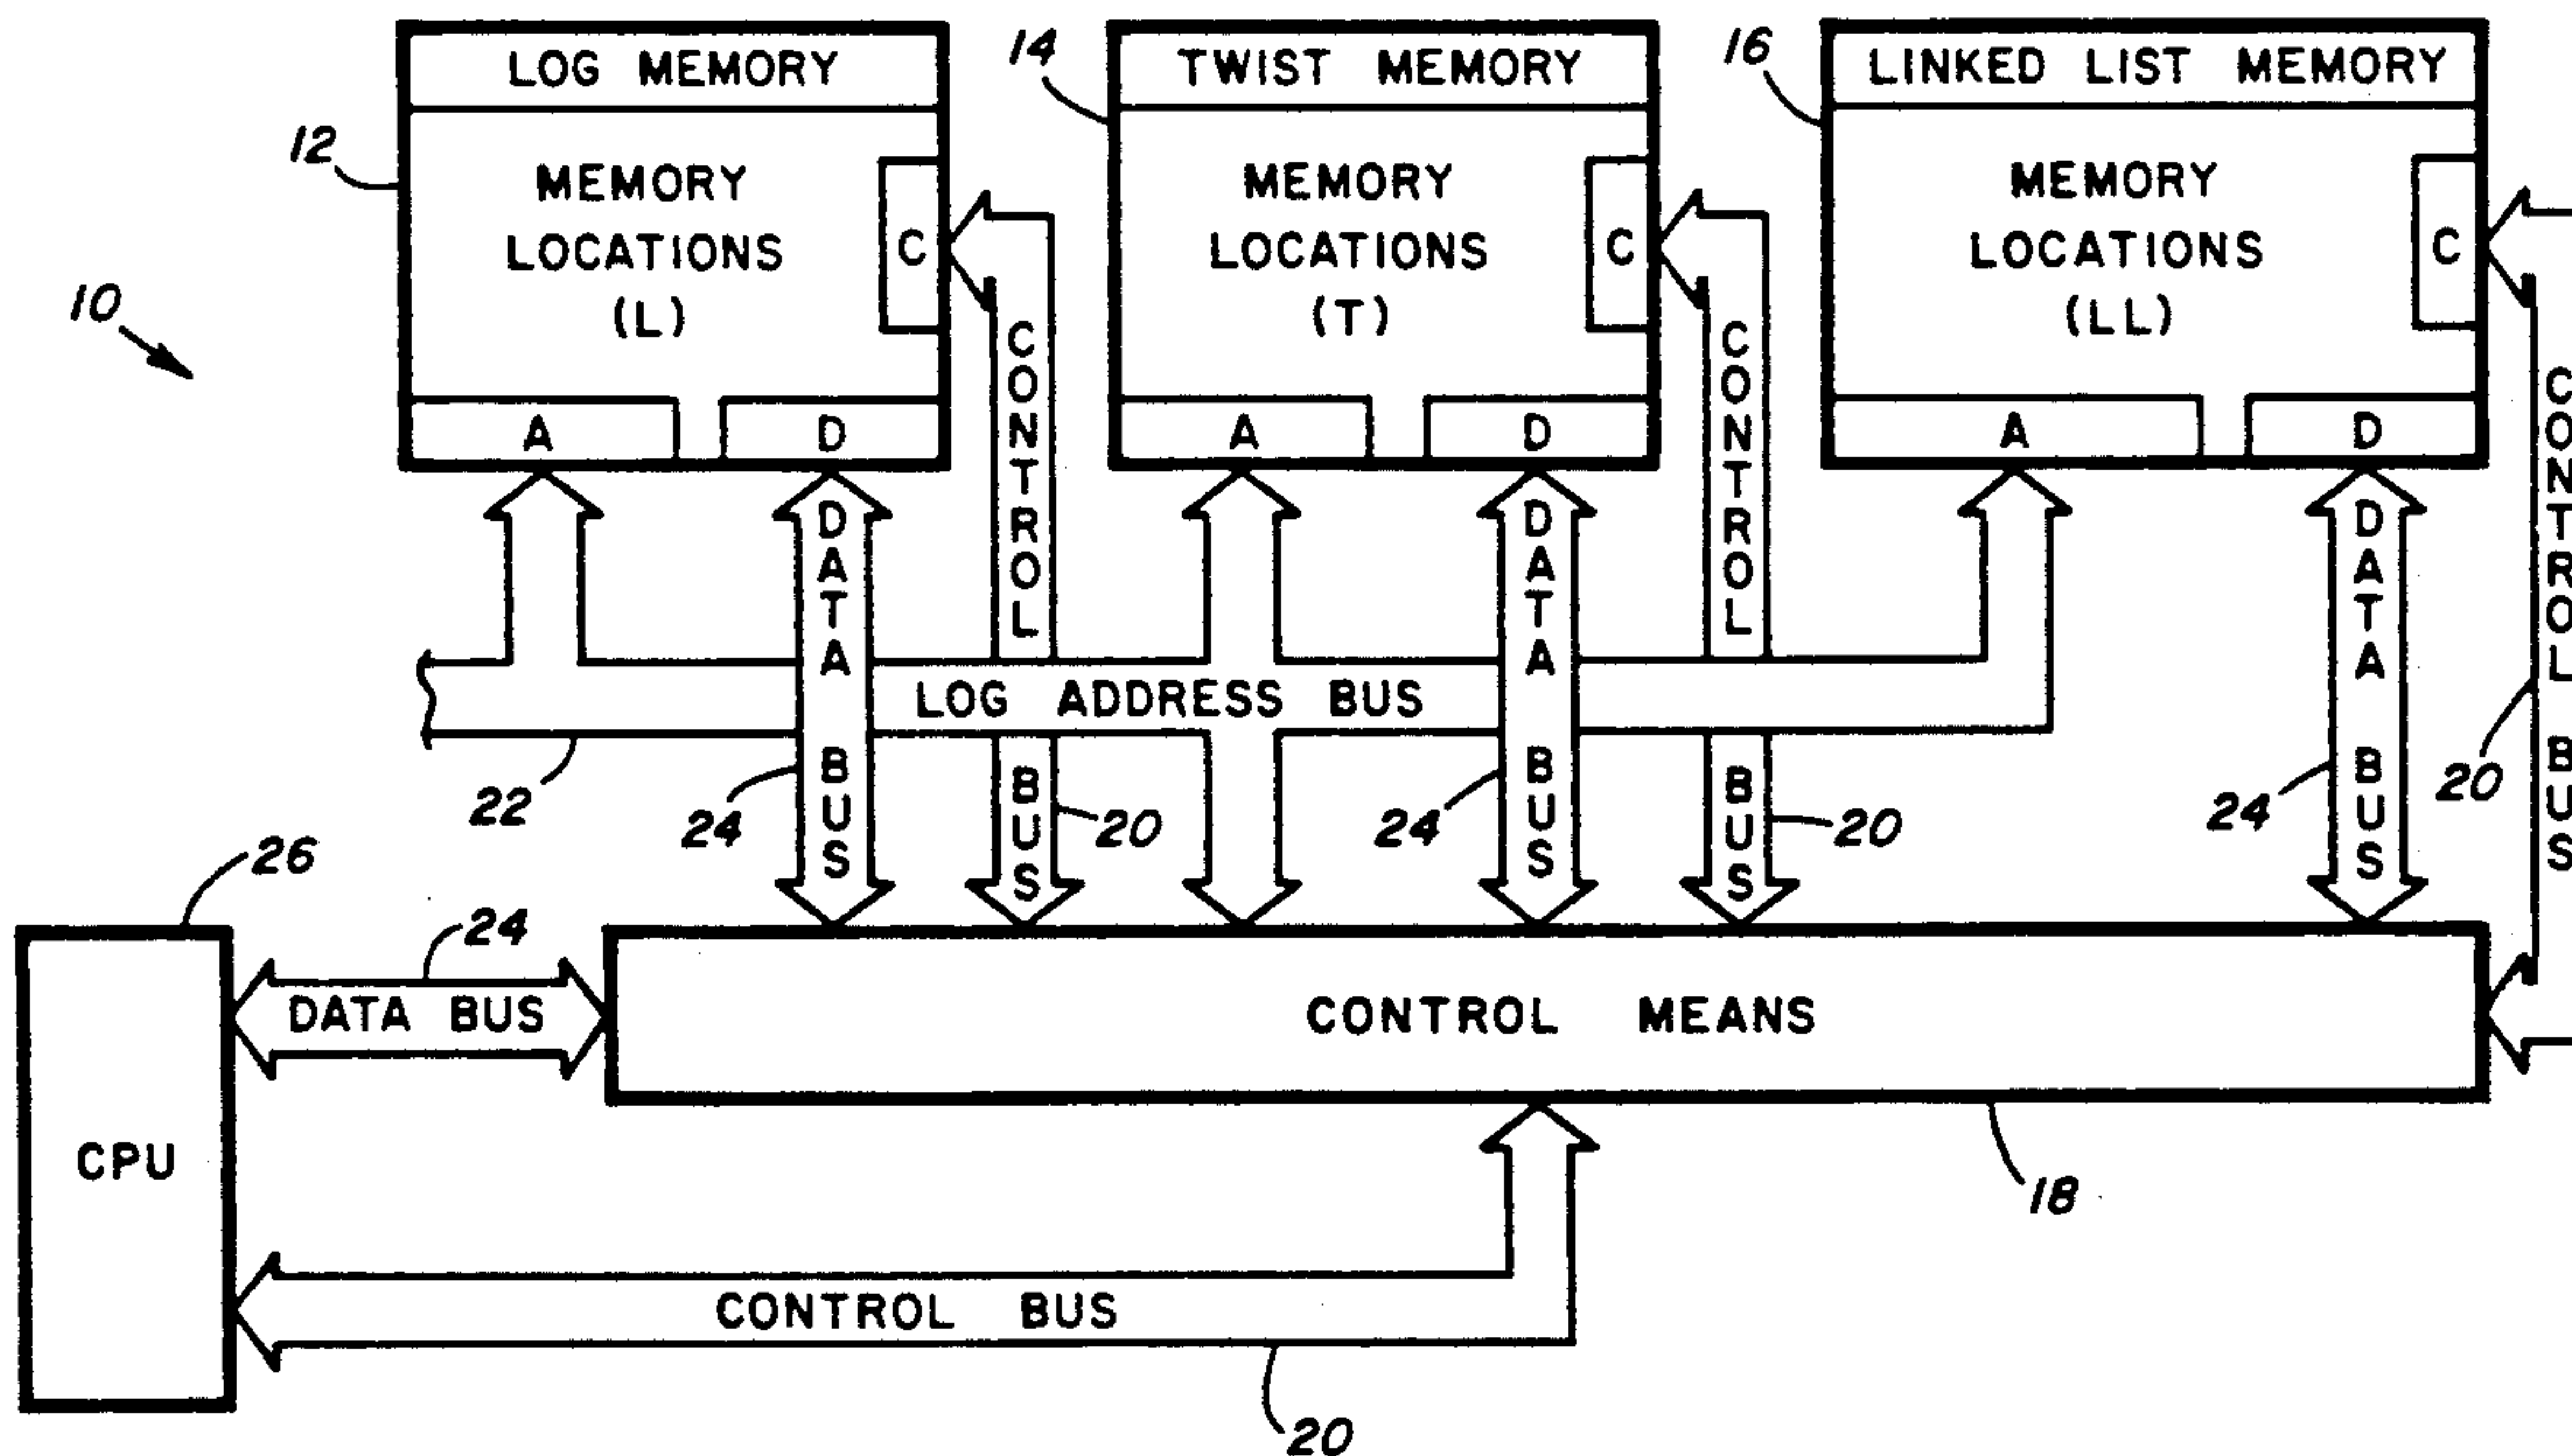 LOG MEMORY
12
MEMORY
LOCATIONS
(L)
C
A
D
14
TWIST MEMORY
MEMORY
LOCATIONS
(T)
C
A
D
16
LINKED LIST MEMORY
MEMORY
LOCATIONS
(LL)
C
A
D
10
CONTROL
CONTROL
CONTROL BUS
DATA BUS
DATA BUS
DATA BUS
LOG ADDRESS BUS
22
24
BUS
20
24
BUS
20
24
20
26
24
DATA BUS
CONTROL MEANS
CPU
18
CONTROL BUS
20